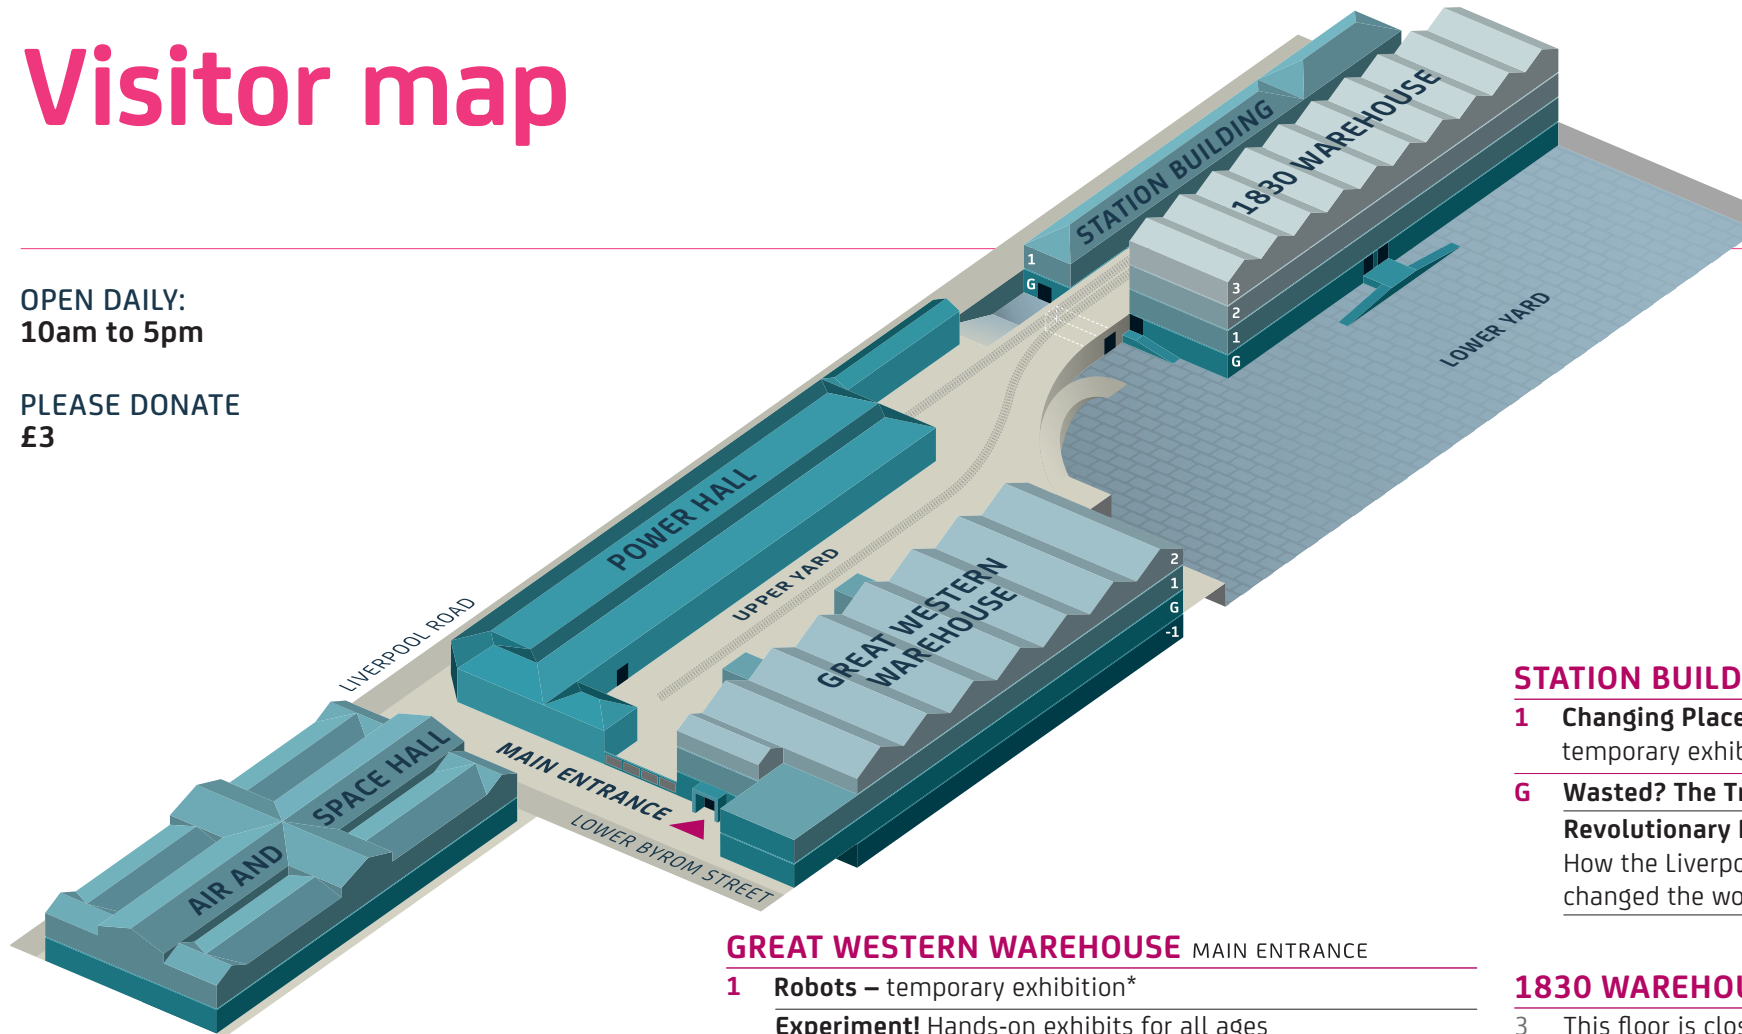 Visitor map
OPEN DAILY:
10am to 5pm
PLEASE DONATE
£3
STATION BUILDING
1
G
1830 WAREHOUSE
3
2
1
G
LOWER YARD
POWER HALL
UPPER YARD
LIVERPOOL ROAD
GREAT WESTERN
WAREHOUSE
2
1
G
-1
MAIN ENTRANCE
LOWER BYROM STREET
AIR AND SPACE HALL
GREAT WESTERN WAREHOUSE MAIN ENTRANCE
1 Robots – temporary exhibition*
Experiment! Hands-on exhibits for all ages
STATION BUILD
1 Changing Place
temporary exhib
G Wasted? The Tr
Revolutionary
How the Liverpo
changed the wo
1830 WAREHOU
3 This floor is clos